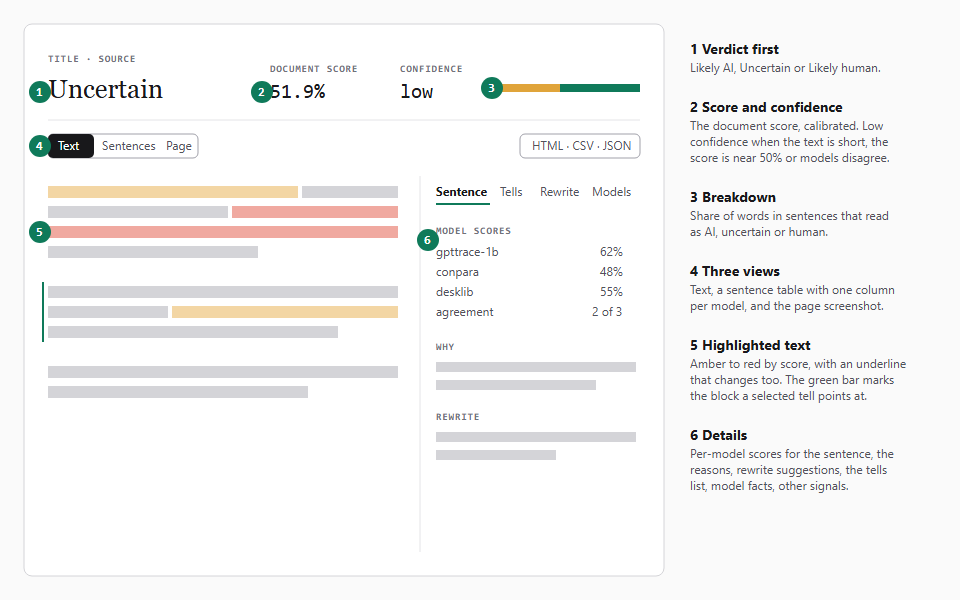 TITLE · SOURCE
1 Uncertain
DOCUMENT SCORE
2 51.9%
CONFIDENCE
low
3
4 Text Sentences Page
HTML · CSV · JSON
5
Sentence Tells Rewrite Models
6 MODEL SCORES
gpttrace-1b 62%
conpara 48%
desklib 55%
agreement 2 of 3
WHY
REWRITE
1 Verdict first
Likely AI, Uncertain or Likely human.
2 Score and confidence
The document score, calibrated. Low
confidence when the text is short, the
score is near 50% or models disagree.
3 Breakdown
Share of words in sentences that read
as AI, uncertain or human.
4 Three views
Text, a sentence table with one column
per model, and the page screenshot.
5 Highlighted text
Amber to red by score, with an underline
that changes too. The green bar marks
the block a selected tell points at.
6 Details
Per-model scores for the sentence, the
reasons, rewrite suggestions, the tells
list, model facts, other signals.